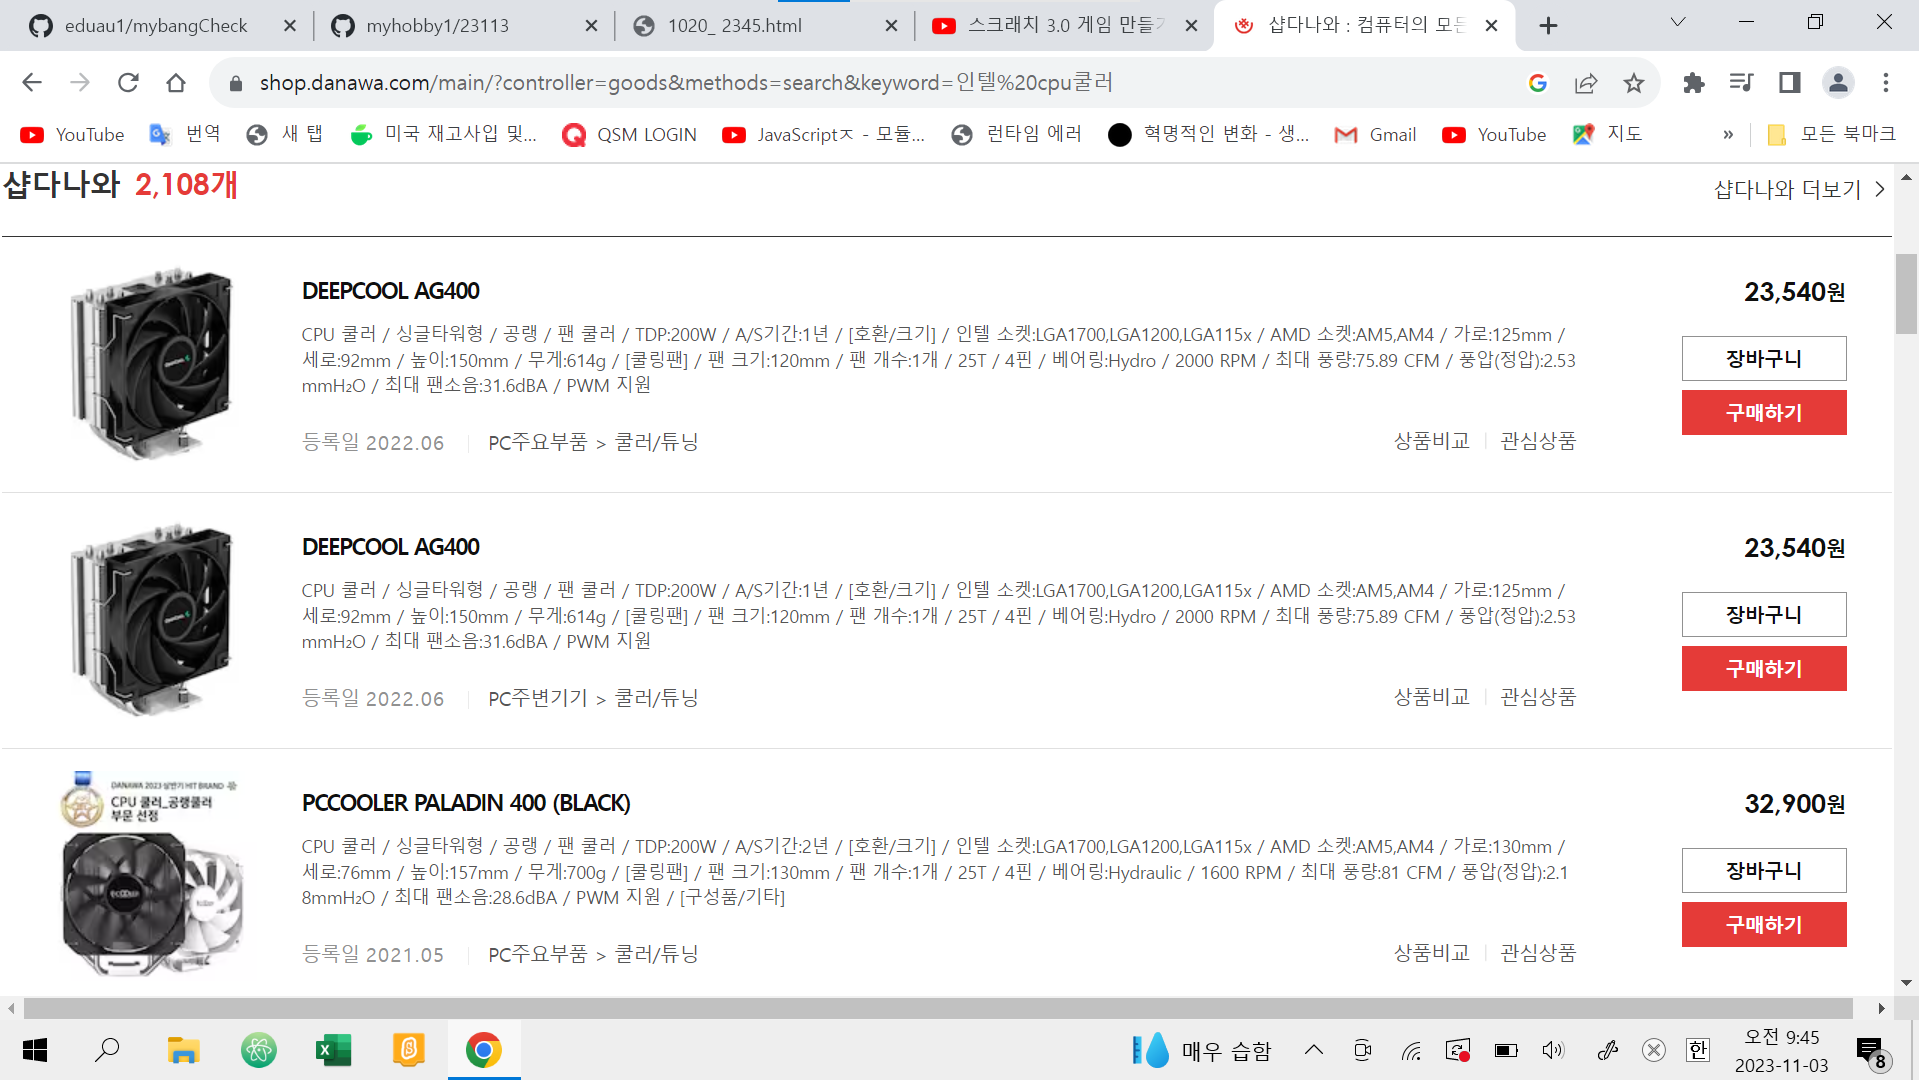 eduau1/mybangCheck
myhobby1/23113
1020_ 2345.html
스크래치 3.0 게임 만들기
샵다나와 : 컴퓨터의 모든
shop.danawa.com/main/?controller=goods&methods=search&keyword=인텔%20cpu쿨러
YouTube
번역
새 탭
미국 재고사입 및...
QSM LOGIN
JavaScriptㅈ - 모듈...
런타임 에러
혁명적인 변화 - 생...
Gmail
YouTube
지도
»
모든 북마크
샵다나와 2,108개
샵다나와 더보기 >
DEEPCOOL AG400
23,540원
CPU 쿨러 / 싱글타워형 / 공랭 / 팬 쿨러 / TDP:200W / A/S기간:1년 / [호환/크기] / 인텔 소켓:LGA1700,LGA1200,LGA115x / AMD 소켓:AM5,AM4 / 가로:125mm /
세로:92mm / 높이:150mm / 무게:614g / [쿨링팬] / 팬 크기:120mm / 팬 개수:1개 / 25T / 4핀 / 베어링:Hydro / 2000 RPM / 최대 풍량:75.89 CFM / 풍압(정압):2.53
mmH₂O / 최대 팬소음:31.6dBA / PWM 지원
장바구니
구매하기
등록일 2022.06
PC주요부품 > 쿨러/튜닝
상품비교
관심상품
DEEPCOOL AG400
23,540원
CPU 쿨러 / 싱글타워형 / 공랭 / 팬 쿨러 / TDP:200W / A/S기간:1년 / [호환/크기] / 인텔 소켓:LGA1700,LGA1200,LGA115x / AMD 소켓:AM5,AM4 / 가로:125mm /
세로:92mm / 높이:150mm / 무게:614g / [쿨링팬] / 팬 크기:120mm / 팬 개수:1개 / 25T / 4핀 / 베어링:Hydro / 2000 RPM / 최대 풍량:75.89 CFM / 풍압(정압):2.53
mmH₂O / 최대 팬소음:31.6dBA / PWM 지원
장바구니
구매하기
등록일 2022.06
PC주변기기 > 쿨러/튜닝
상품비교
관심상품
DANAWA 2023 상반기 HIT BRAND
CPU 쿨러_공랭쿨러
부문 선정
PCCOOLER PALADIN 400 (BLACK)
32,900원
CPU 쿨러 / 싱글타워형 / 공랭 / 팬 쿨러 / TDP:200W / A/S기간:2년 / [호환/크기] / 인텔 소켓:LGA1700,LGA1200,LGA115x / AMD 소켓:AM5,AM4 / 가로:130mm /
세로:76mm / 높이:157mm / 무게:700g / [쿨링팬] / 팬 크기:130mm / 팬 개수:1개 / 25T / 4핀 / 베어링:Hydraulic / 1600 RPM / 최대 풍량:81 CFM / 풍압(정압):2.1
8mmH₂O / 최대 팬소음:28.6dBA / PWM 지원 / [구성품/기타]
장바구니
구매하기
등록일 2021.05
PC주요부품 > 쿨러/튜닝
상품비교
관심상품
매우 습함
한
오전 9:45
2023-11-03
8